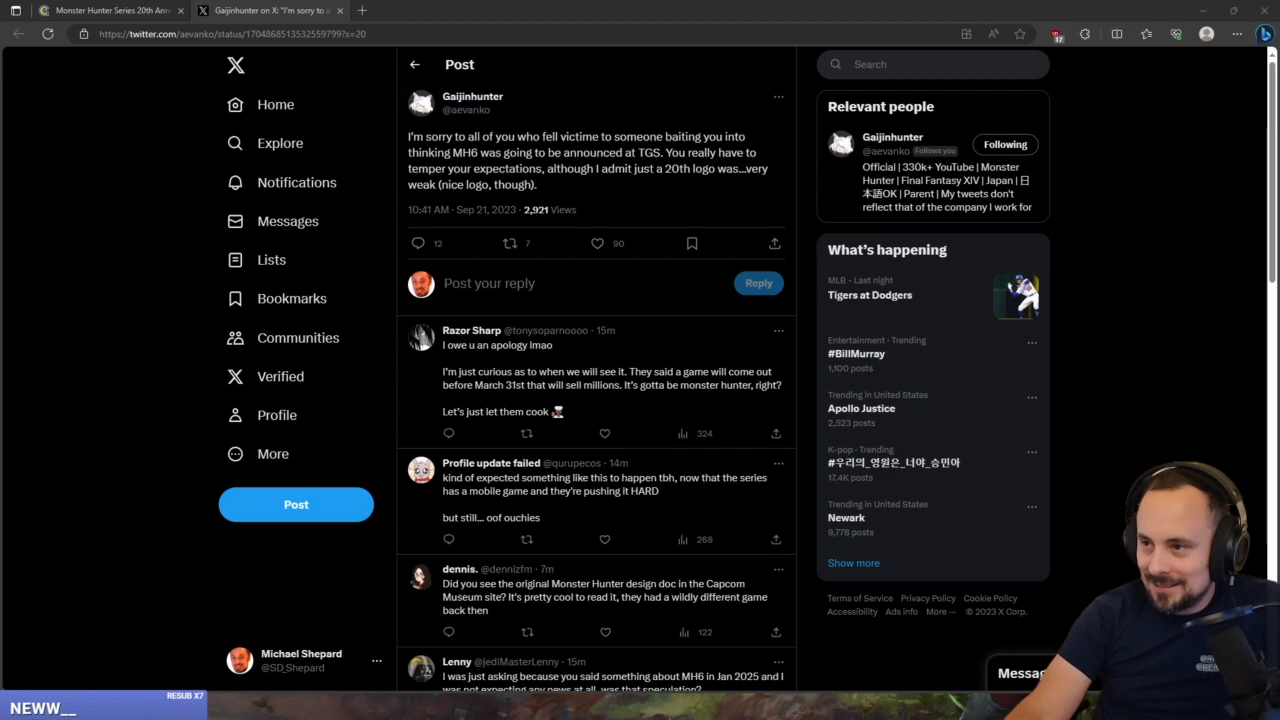 Monster Hunter Series 20th Ann
Gaijinhunter on X: "I'm sorry to a
https://twitter.com/aevanko/status/1704868513532559799?s=20
17
Home
Explore
Notifications
Messages
Lists
Bookmarks
Communities
Verified
Profile
More
Post
Michael Shepard
@SD_Shepard
Post
Gaijinhunter
@aevanko
I'm sorry to all of you who fell victime to someone baiting you into
thinking MH6 was going to be announced at TGS. You really have to
temper your expectations, although I admit just a 20th logo was...very
weak (nice logo, though).
10:41 AM · Sep 21, 2023 · 2,921 Views
12 7 90
Post your reply
Reply
Razor Sharp @tonysoparnoooo · 15m
I owe u an apology lmao
I'm just curious as to when we will see it. They said a game will come out
before March 31st that will sell millions. It's gotta be monster hunter, right?
Let's just let them cook
324
Profile update failed @qurupecos · 14m
kind of expected something like this to happen tbh, now that the series
has a mobile game and they're pushing it HARD
but still... oof ouchies
268
dennis. @dennizfm · 7m
Did you see the original Monster Hunter design doc in the Capcom
Museum site? It's pretty cool to read it, they had a wildly different game
back then
122
Lenny @jedIMasterLenny · 15m
I was just asking because you said something about MH6 in Jan 2025 and I
was not expecting any news at all, was that speculation?
Search
Relevant people
Gaijinhunter
@aevanko Follows you
Following
Official | 330k+ YouTube | Monster
Hunter | Final Fantasy XIV | Japan | 日
本語OK | Parent | My tweets don't
reflect that of the company I work for
What's happening
MLB · Last night
Tigers at Dodgers
Entertainment · Trending
#BillMurray
1,100 posts
Trending in United States
Apollo Justice
2,523 posts
K-pop · Trending
#우리의_영원은_너야_승민아
17.4K posts
Trending in United States
Newark
9,778 posts
Show more
Terms of Service Privacy Policy Cookie Policy
Accessibility Ads info More ··· © 2023 X Corp.
Messag
RESUB X7
NEWW__